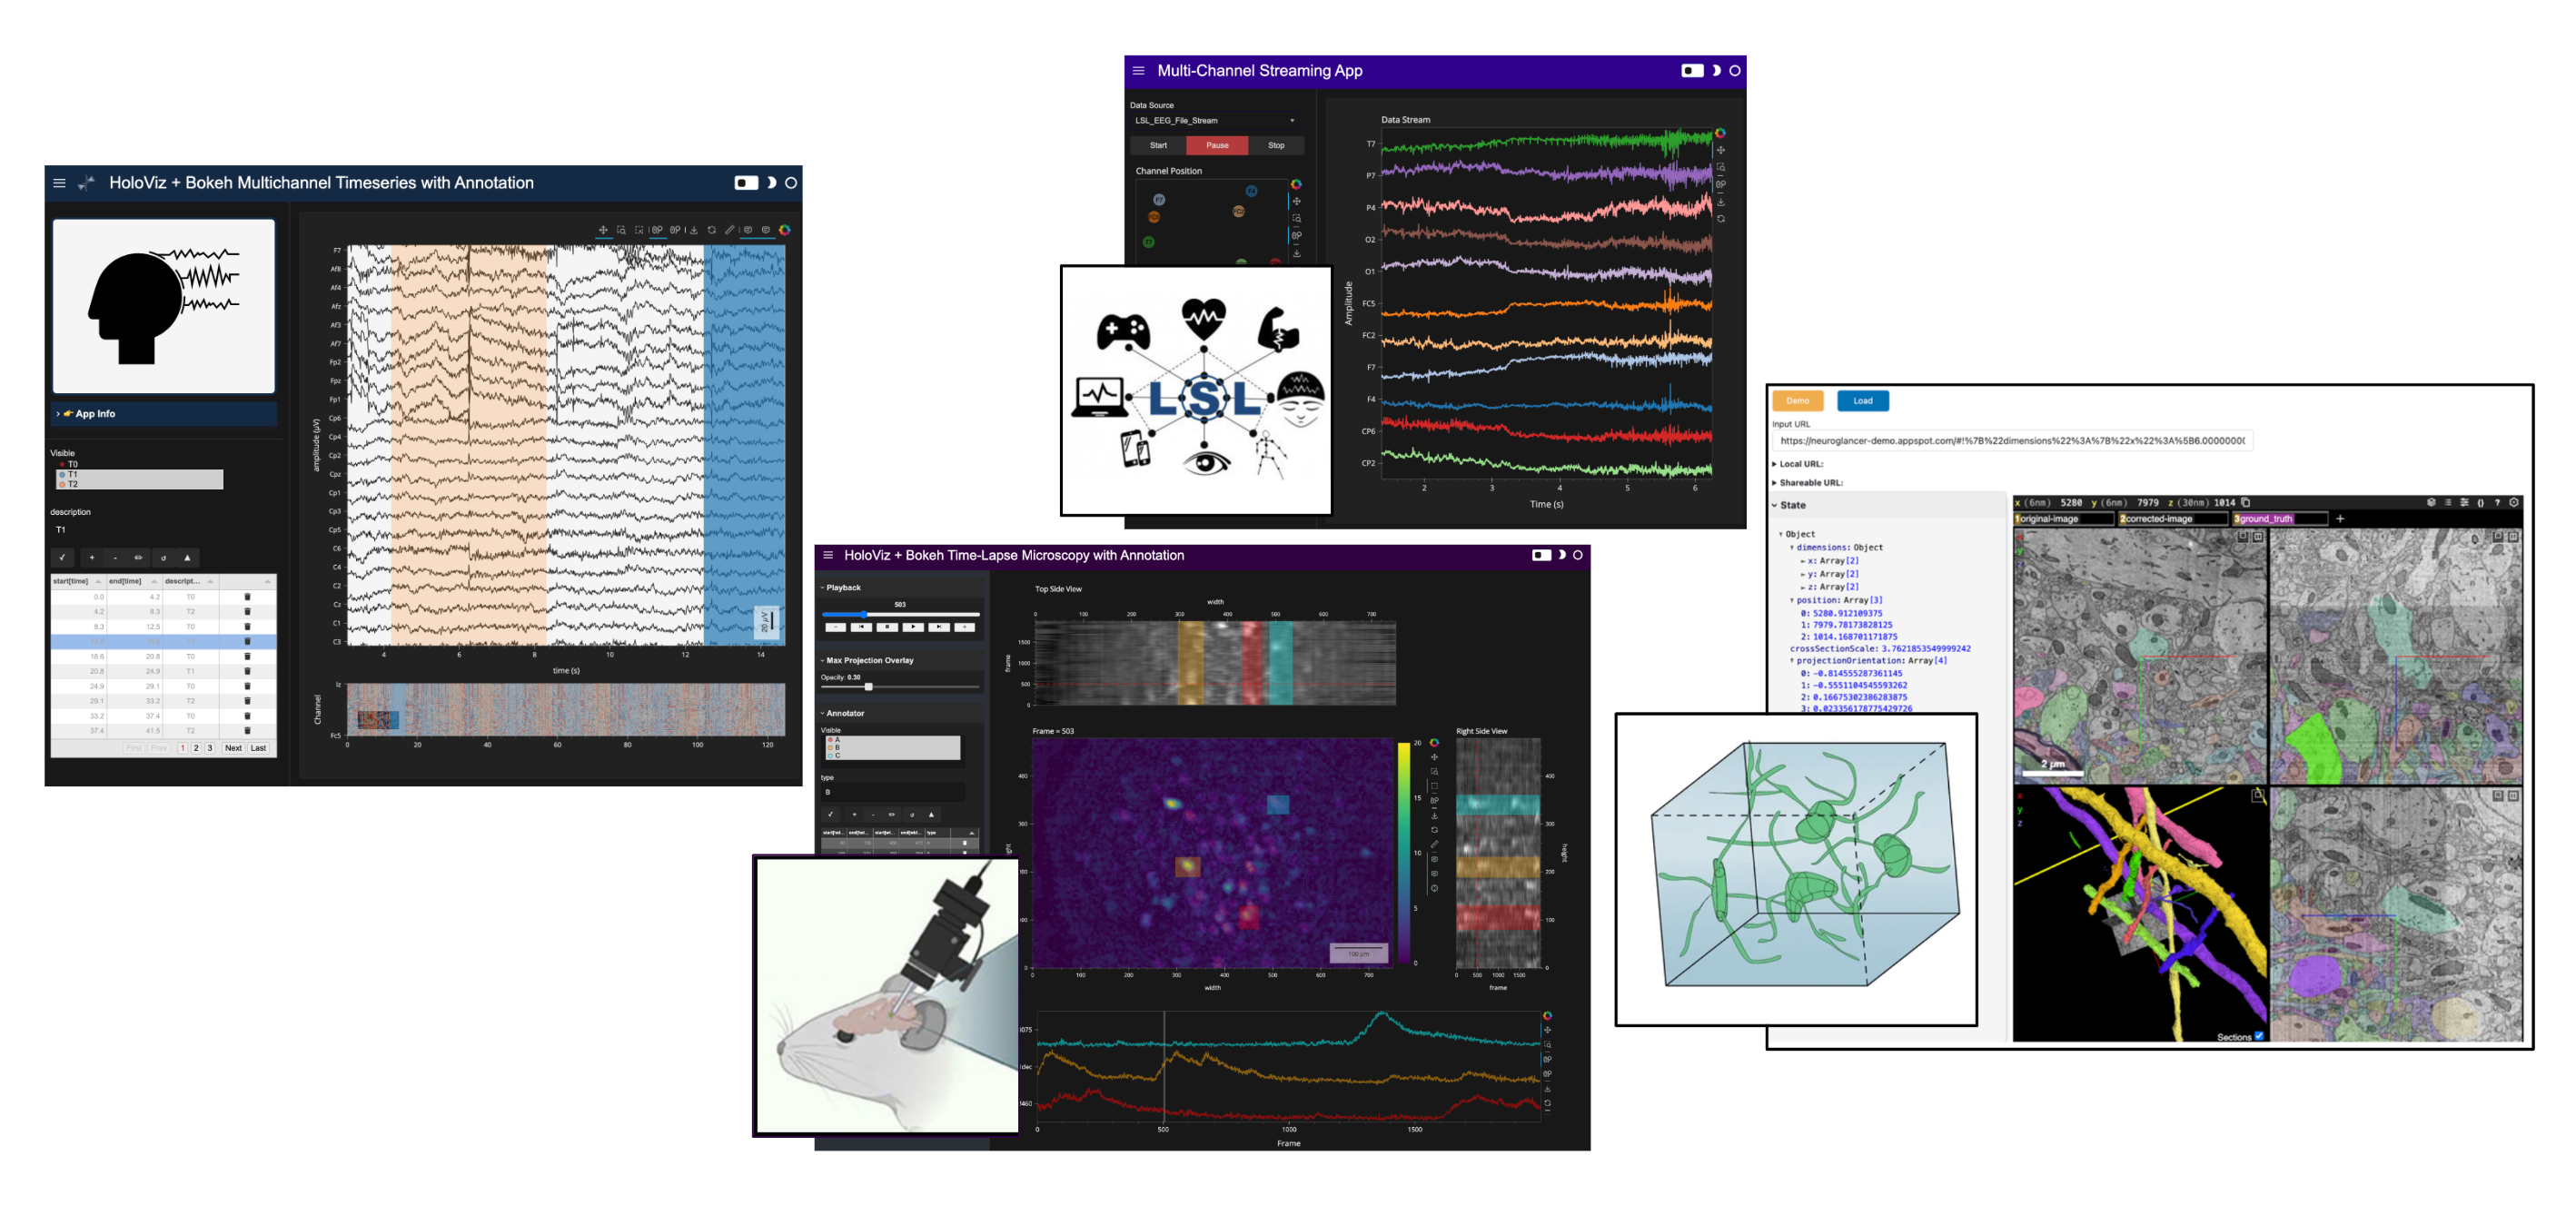 HoloViz + Bokeh Multichannel Timeseries with Annotation
App Info
Visible
T0
T1
T2
description
T1
start[time] end[time] descript...
0.0 4.2 T0
4.2 8.3 T2
8.3 12.5 T0
16.6 20.8 T0
20.8 24.9 T1
24.9 29.1 T0
29.1 33.2 T2
33.2 37.4 T0
37.4 41.5 T2
First Prev 1 2 3 Next Last
amplitude (µV)
F7
AfB
Af4
Afz
Af3
Af7
Fp2
Fpz
Fp1
Cp6
Cp4
Cp2
Cpz
Cp1
Cp3
Cp5
C6
C4
C2
Cz
C1
C3
20 µV
4 6 8 10 12 14
time (s)
Channel
Iz
Fc5
0 20 40 60 80 100 120
Multi-Channel Streaming App
Data Source
LSL_EEG_File_Stream
Start Pause Stop
Channel Position
F7
F4
FC2
T7
LSL
Data Stream
Amplitude
T7
P7
P4
O2
O1
FC5
FC2
F7
F4
CP6
CP2
2 3 4 5 6
Time (s)
HoloViz + Bokeh Time-Lapse Microscopy with Annotation
Playback
503
Max Projection Overlay
Opacity: 0.30
Annotator
Visible
A
B
C
type
B
Top Side View
width
0 100 200 300 400 500 600 700
frame
1500
1000
500
0
Frame = 503
400
300
0
0 100 200 300 400 500 600 700
width
100 µm
20
15
10
5
0
Right Side View
400
300
200
100
0
height
0 500 1000 1500
frame
0 500 1000 1500
Frame
Demo Load
Input URL
https://neuroglancer-demo.appspot.com/#!%7B%22dimensions%22%3A%7B%22x%22%3A%5B6.0000000(
Local URL:
Shareable URL:
State
Object
dimensions: Object
x: Array[2]
y: Array[2]
z: Array[2]
position: Array[3]
0: 5280.912109375
1: 7979.78173828125
2: 1014.168701171875
crossSectionScale: 3.7621853549999242
projectionOrientation: Array[4]
0: -0.814555287361145
1: -0.5551104545593262
2: 0.16675302386283875
3: 0.023356178775429726
x (6nm) 5280 y (6nm) 7979 z (30nm) 1014
1original-image 2corrected-image 3ground_truth +
x
y
2 µm
x
y
z
Sections